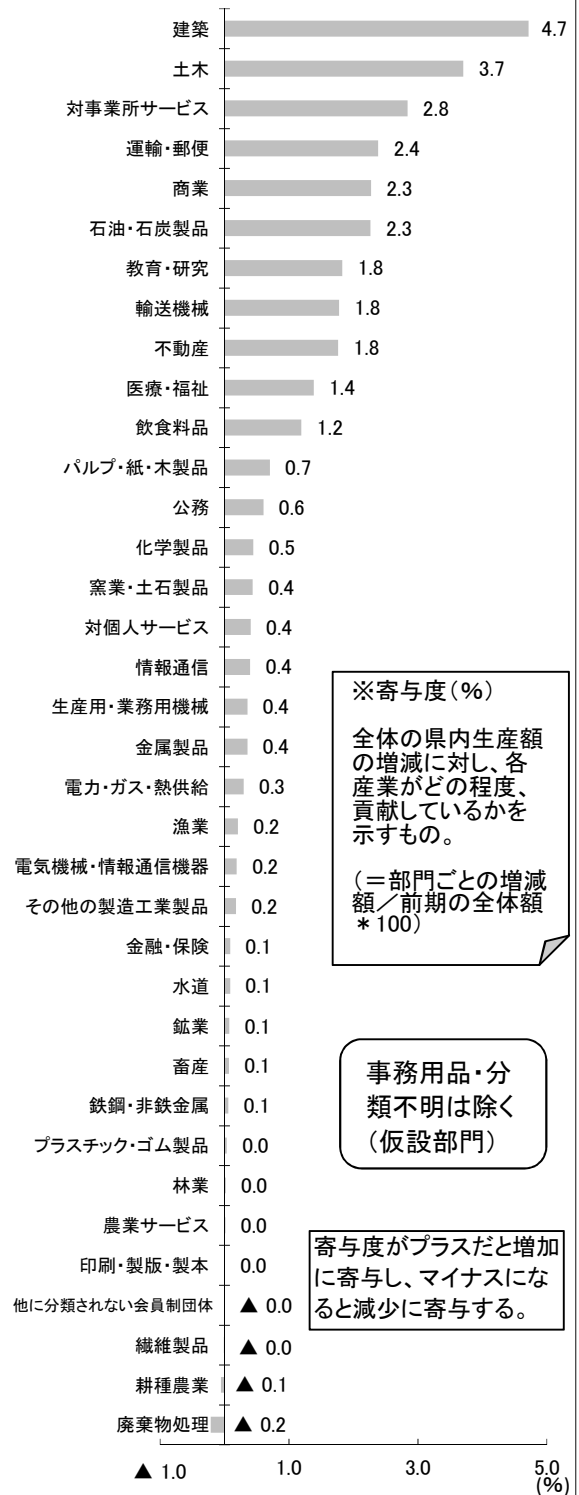 建築 4.7
土木 3.7
対事業所サービス 2.8
運輸・郵便 2.4
商業 2.3
石油・石炭製品 2.3
教育・研究 1.8
輸送機械 1.8
不動産 1.8
医療・福祉 1.4
飲食料品 1.2
パルプ・紙・木製品 0.7
公務 0.6
化学製品 0.5
窯業・土石製品 0.4
対個人サービス 0.4
情報通信 0.4
生産用・業務用機械 0.4
金属製品 0.4
電力・ガス・熱供給 0.3
漁業 0.2
電気機械・情報通信機器 0.2
その他の製造工業製品 0.2
金融・保険 0.1
水道 0.1
鉱業 0.1
畜産 0.1
鉄鋼・非鉄金属 0.1
プラスチック・ゴム製品 0.0
林業 0.0
農業サービス 0.0
印刷・製版・製本 0.0
他に分類されない会員制団体 ▲ 0.0
繊維製品 ▲ 0.0
耕種農業 ▲ 0.1
廃棄物処理 ▲ 0.2
▲ 1.0 1.0 3.0 5.0
(%)
※寄与度(%)
全体の県内生産額
の増減に対し、各
産業がどの程度、
貢献しているかを
示すもの。
(＝部門ごとの増減
額／前期の全体額
＊100)
事務用品・分
類不明は除く
(仮設部門)
寄与度がプラスだと増加
に寄与し、マイナスにな
ると減少に寄与する。